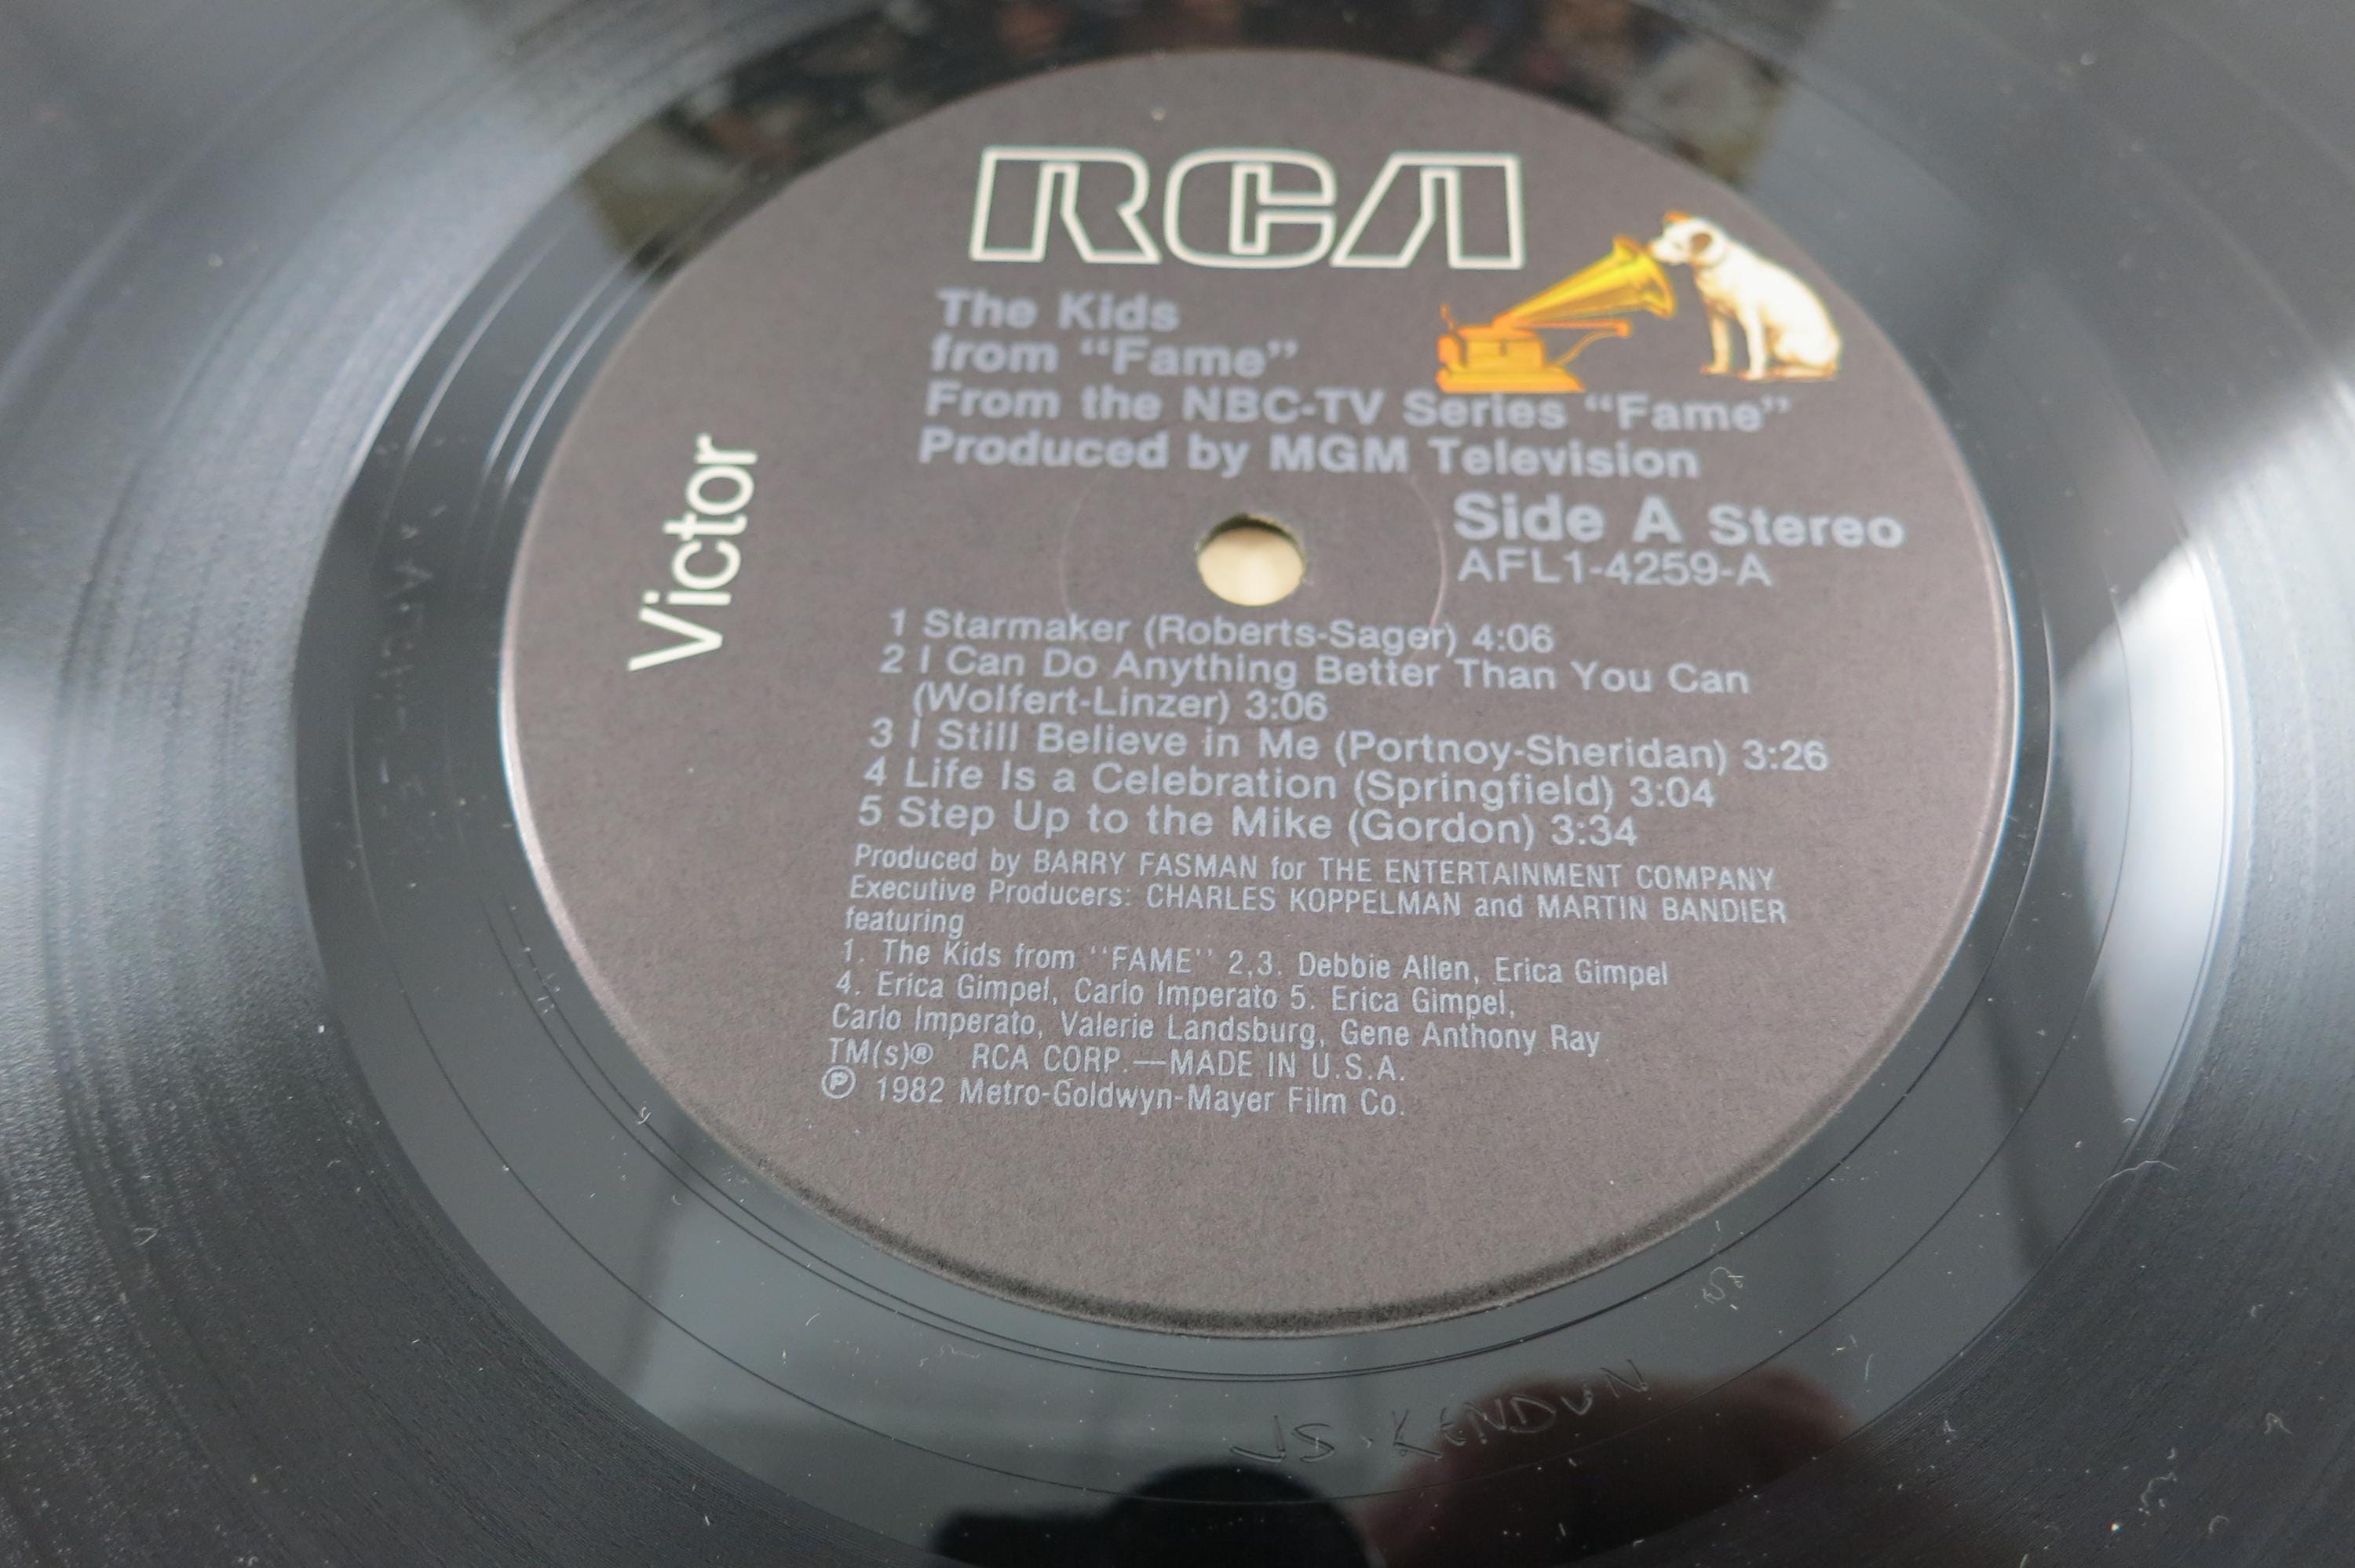 RCA
Victor
The Kids
from "Fame"
From the NBC-TV Series "Fame"
Produced by MGM Television
Side A Stereo
AFL1-4259-A
1 Starmaker (Roberts-Sager) 4:06
2 I Can Do Anything Better Than You Can
(Wolfert-Linzer) 3:06
3 I Still Believe in Me (Portnoy-Sheridan) 3:26
4 Life Is a Celebration (Springfield) 3:04
5 Step Up to the Mike (Gordon) 3:34
Produced by BARRY FASMAN for THE ENTERTAINMENT COMPANY
Executive Producers: CHARLES KOPPELMAN and MARTIN BANDIER
featuring
1. The Kids from "FAME" 2,3. Debbie Allen, Erica Gimpel
4. Erica Gimpel, Carlo Imperato 5. Erica Gimpel,
Carlo Imperato, Valerie Landsburg, Gene Anthony Ray
TM(s)® RCA CORP.—MADE IN U.S.A.
℗ 1982 Metro-Goldwyn-Mayer Film Co.
JS. KENDUN